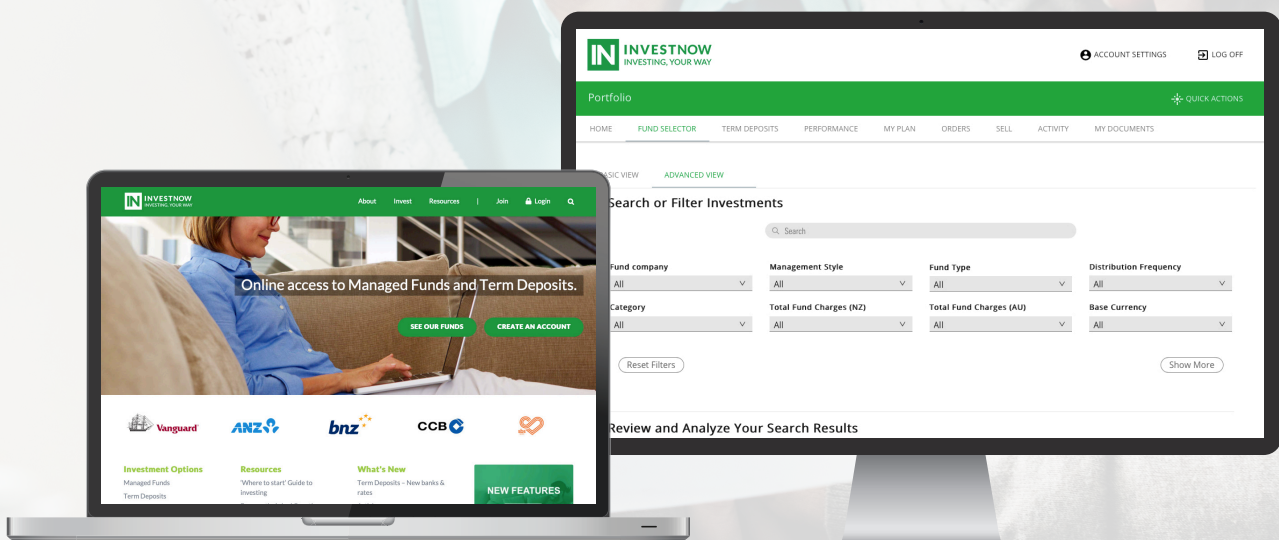 INVESTNOW
INVESTING, YOUR WAY
ACCOUNT SETTINGS
LOG OFF
Portfolio
QUICK ACTIONS
HOME FUND SELECTOR TERM DEPOSITS PERFORMANCE MY PLAN ORDERS SELL ACTIVITY MY DOCUMENTS
ASIC VIEW ADVANCED VIEW
Search or Filter Investments
Search
Fund company Management Style Fund Type Distribution Frequency
All All All All
Category Total Fund Charges (NZ) Total Fund Charges (AU) Base Currency
All All All All
Reset Filters Show More
Review and Analyze Your Search Results
IN INVESTNOW
INVESTING, YOUR WAY
About Invest Resources | Join Login
Online access to Managed Funds and Term Deposits.
SEE OUR FUNDS CREATE AN ACCOUNT
Vanguard ANZ bnz CCB
Investment Options Resources What's New
Managed Funds 'Where to start' Guide to Term Deposits – New banks &
Term Deposits investing rates
NEW FEATURES